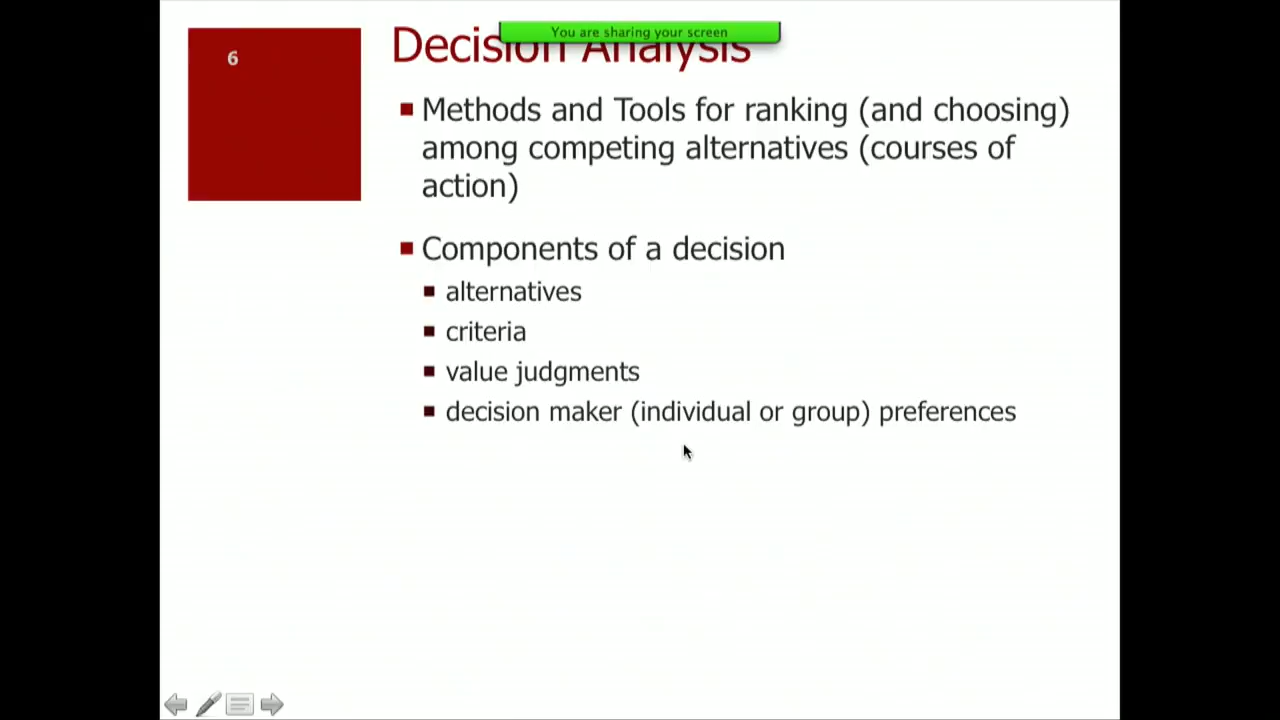 You are sharing your screen
6
Decision Analysis
Methods and Tools for ranking (and choosing)
among competing alternatives (courses of
action)
Components of a decision
alternatives
criteria
value judgments
decision maker (individual or group) preferences